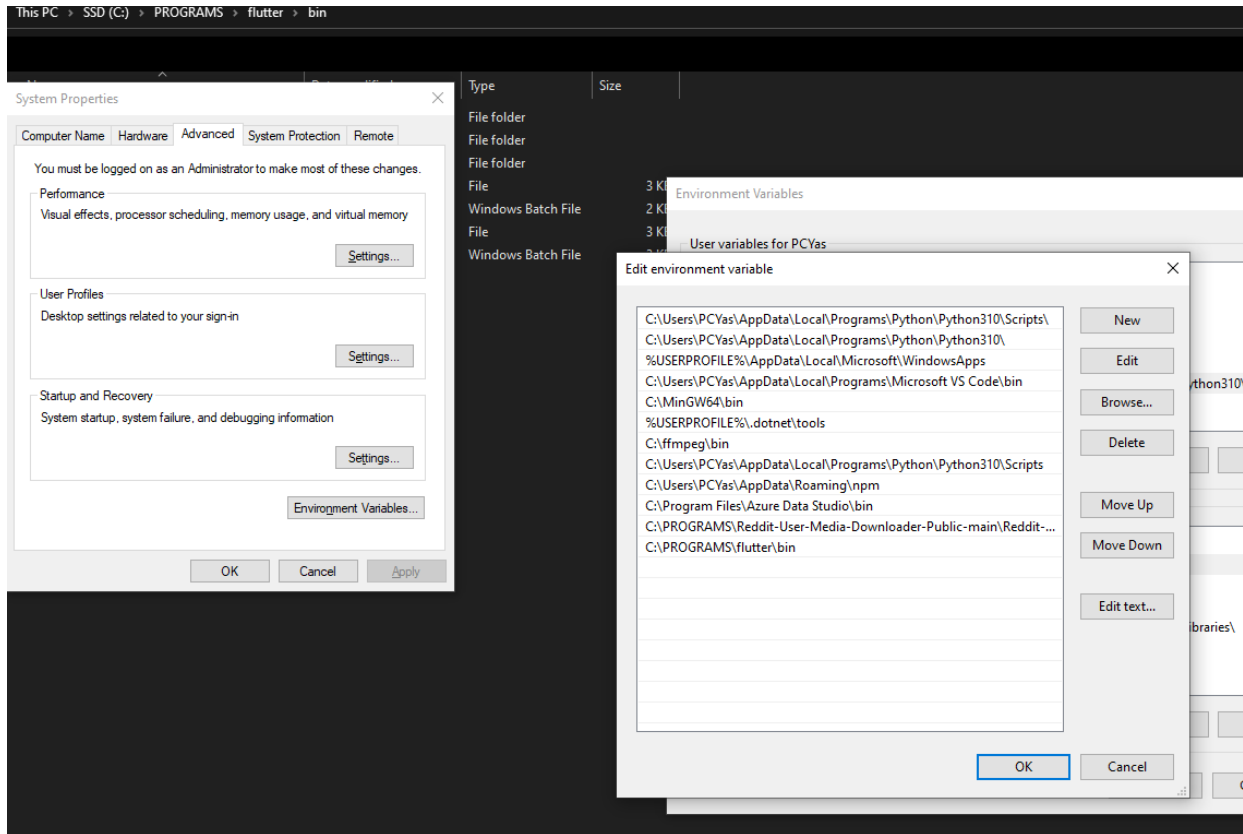 This PC > SSD (C:) > PROGRAMS > flutter > bin
Type
Size
File folder
File folder
File folder
File
3 K
Windows Batch File
2 K
File
3 K
Windows Batch File
System Properties
Computer Name
Hardware
Advanced
System Protection
Remote
You must be logged on as an Administrator to make most of these changes.
Performance
Visual effects, processor scheduling, memory usage, and virtual memory
Settings...
User Profiles
Desktop settings related to your sign-in
Settings...
Startup and Recovery
System startup, system failure, and debugging information
Settings...
Environment Variables...
OK
Cancel
Apply
Environment Variables
User variables for PCYas
Edit environment variable
C:\Users\PCYas\AppData\Local\Programs\Python\Python310\Scripts\
C:\Users\PCYas\AppData\Local\Programs\Python\Python310\
%USERPROFILE%\AppData\Local\Microsoft\WindowsApps
C:\Users\PCYas\AppData\Local\Programs\Microsoft VS Code\bin
C:\MinGW64\bin
%USERPROFILE%\.dotnet\tools
C:\ffmpeg\bin
C:\Users\PCYas\AppData\Local\Programs\Python\Python310\Scripts
C:\Users\PCYas\AppData\Roaming\npm
C:\Program Files\Azure Data Studio\bin
C:\PROGRAMS\Reddit-User-Media-Downloader-Public-main\Reddit-...
C:\PROGRAMS\flutter\bin
New
Edit
Browse...
Delete
Move Up
Move Down
Edit text...
OK
Cancel
ython310\
ibraries\